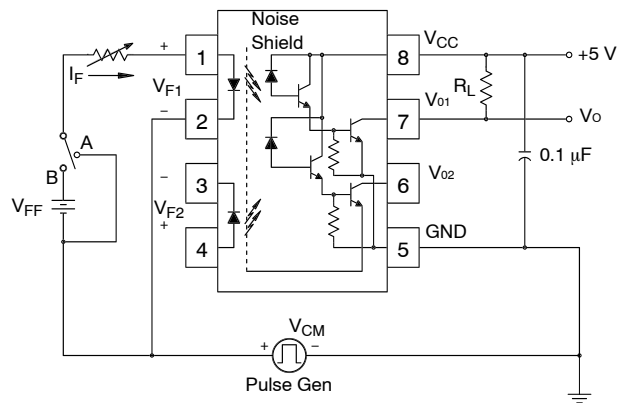 Noise
Shield
+
1
8
VCC
+5 V
IF
VF1
RL
−
2
7
V01
VO
A
B
0.1 µF
−
3
6
V02
VFF
VF2
+
4
5
GND
VCM
+
−
Pulse Gen